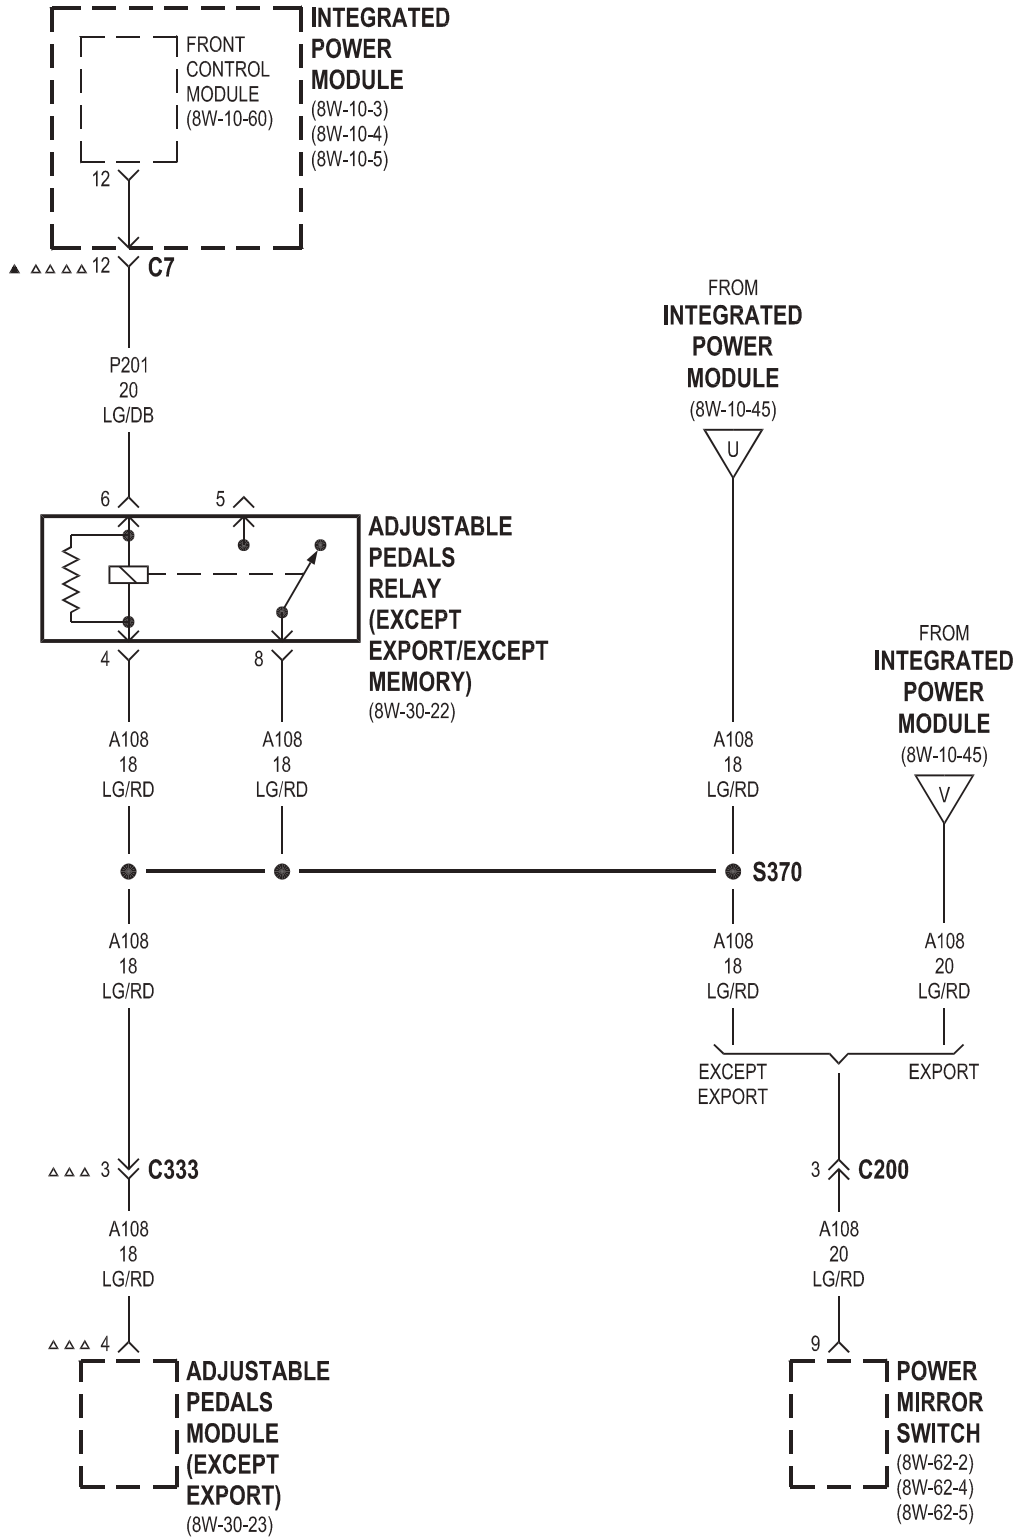 INTEGRATED
POWER
MODULE
(8W-10-3)
(8W-10-4)
(8W-10-5)
FRONT
CONTROL
MODULE
(8W-10-60)
12
12 C7
P201
20
LG/DB
FROM
INTEGRATED
POWER
MODULE
(8W-10-45)
U
6
5
ADJUSTABLE
PEDALS
RELAY
(EXCEPT
EXPORT/EXCEPT
MEMORY)
(8W-30-22)
4
8
FROM
INTEGRATED
POWER
MODULE
(8W-10-45)
V
A108
18
LG/RD
A108
18
LG/RD
A108
18
LG/RD
S370
A108
18
LG/RD
A108
18
LG/RD
A108
20
LG/RD
EXCEPT
EXPORT
EXPORT
3 C333
3 C200
A108
18
LG/RD
A108
20
LG/RD
4
9
ADJUSTABLE
PEDALS
MODULE
(EXCEPT
EXPORT)
(8W-30-23)
POWER
MIRROR
SWITCH
(8W-62-2)
(8W-62-4)
(8W-62-5)